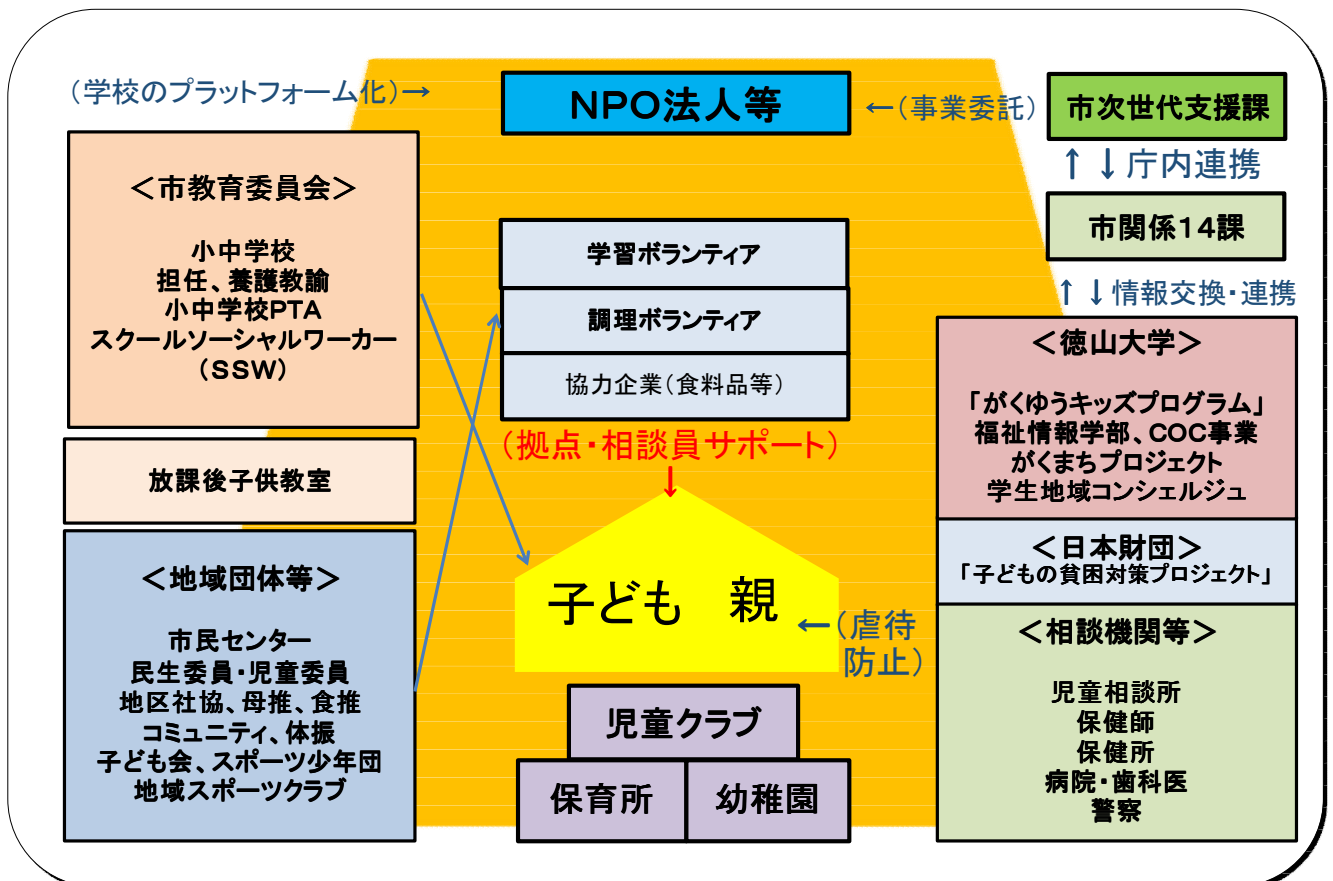 (学校のプラットフォーム化)→
NPO法人等
←(事業委託)
市次世代支援課
↑↓庁内連携
市関係14課
↑↓情報交換・連携
<市教育委員会>
小中学校
担任、養護教諭
小中学校PTA
スクールソーシャルワーカー
(SSW)
放課後子供教室
<地域団体等>
市民センター
民生委員・児童委員
地区社協、母推、食推
コミュニティ、体振
子ども会、スポーツ少年団
地域スポーツクラブ
学習ボランティア
調理ボランティア
協力企業(食料品等)
(拠点・相談員サポート)
↓
子ども 親
←(虐待
防止)
児童クラブ
保育所
幼稚園
<徳山大学>
「がくゆうキッズプログラム」
福祉情報学部、COC事業
がくまちプロジェクト
学生地域コンシェルジュ
<日本財団>
「子どもの貧困対策プロジェクト」
<相談機関等>
児童相談所
保健師
保健所
病院・歯科医
警察